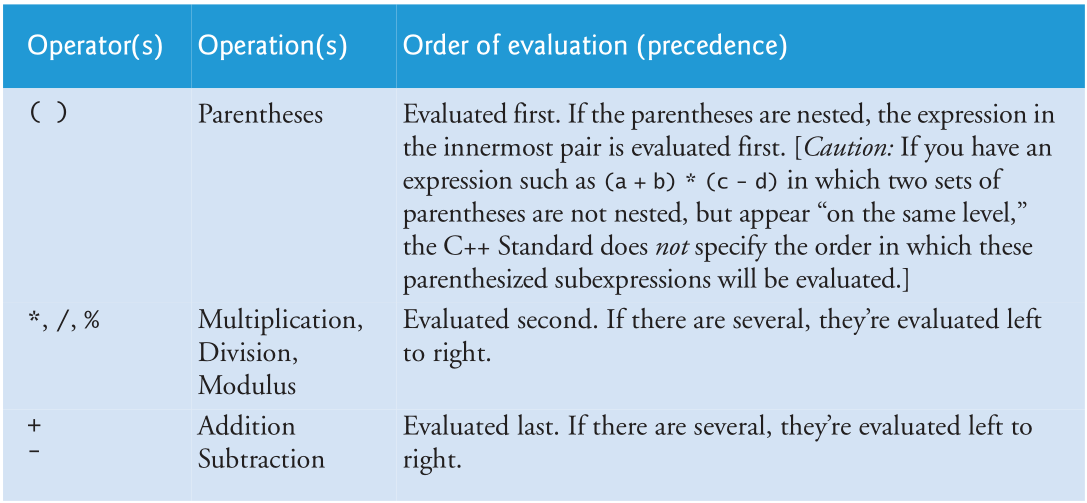 Operator(s) Operation(s) Order of evaluation (precedence)
( ) Parentheses Evaluated first. If the parentheses are nested, the expression in
the innermost pair is evaluated first. [Caution: If you have an
expression such as (a + b) * (c - d) in which two sets of
parentheses are not nested, but appear “on the same level,”
the C++ Standard does not specify the order in which these
parenthesized subexpressions will be evaluated.]
*, /, % Multiplication, Evaluated second. If there are several, they’re evaluated left
Division, to right.
Modulus
+ Addition Evaluated last. If there are several, they’re evaluated left to
- Subtraction right.